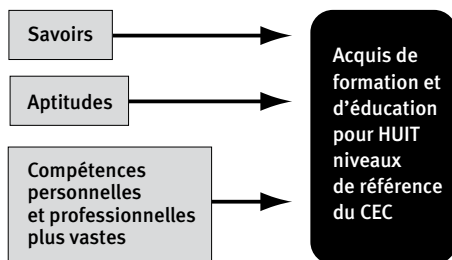 Savoirs
Aptitudes
Compétences
personnelles
et professionnelles
plus vastes
Acquis de
formation et
d'éducation
pour HUIT
niveaux
de référence
du CEC